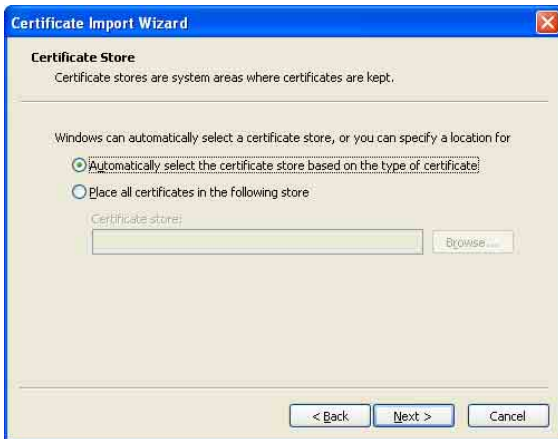 Certificate Import Wizard
Certificate Store
Certificate stores are system areas where certificates are kept.
Windows can automatically select a certificate store, or you can specify a location for
Automatically select the certificate store based on the type of certificate
Place all certificates in the following store
Certificate store:
Browse...
< Back
Next >
Cancel